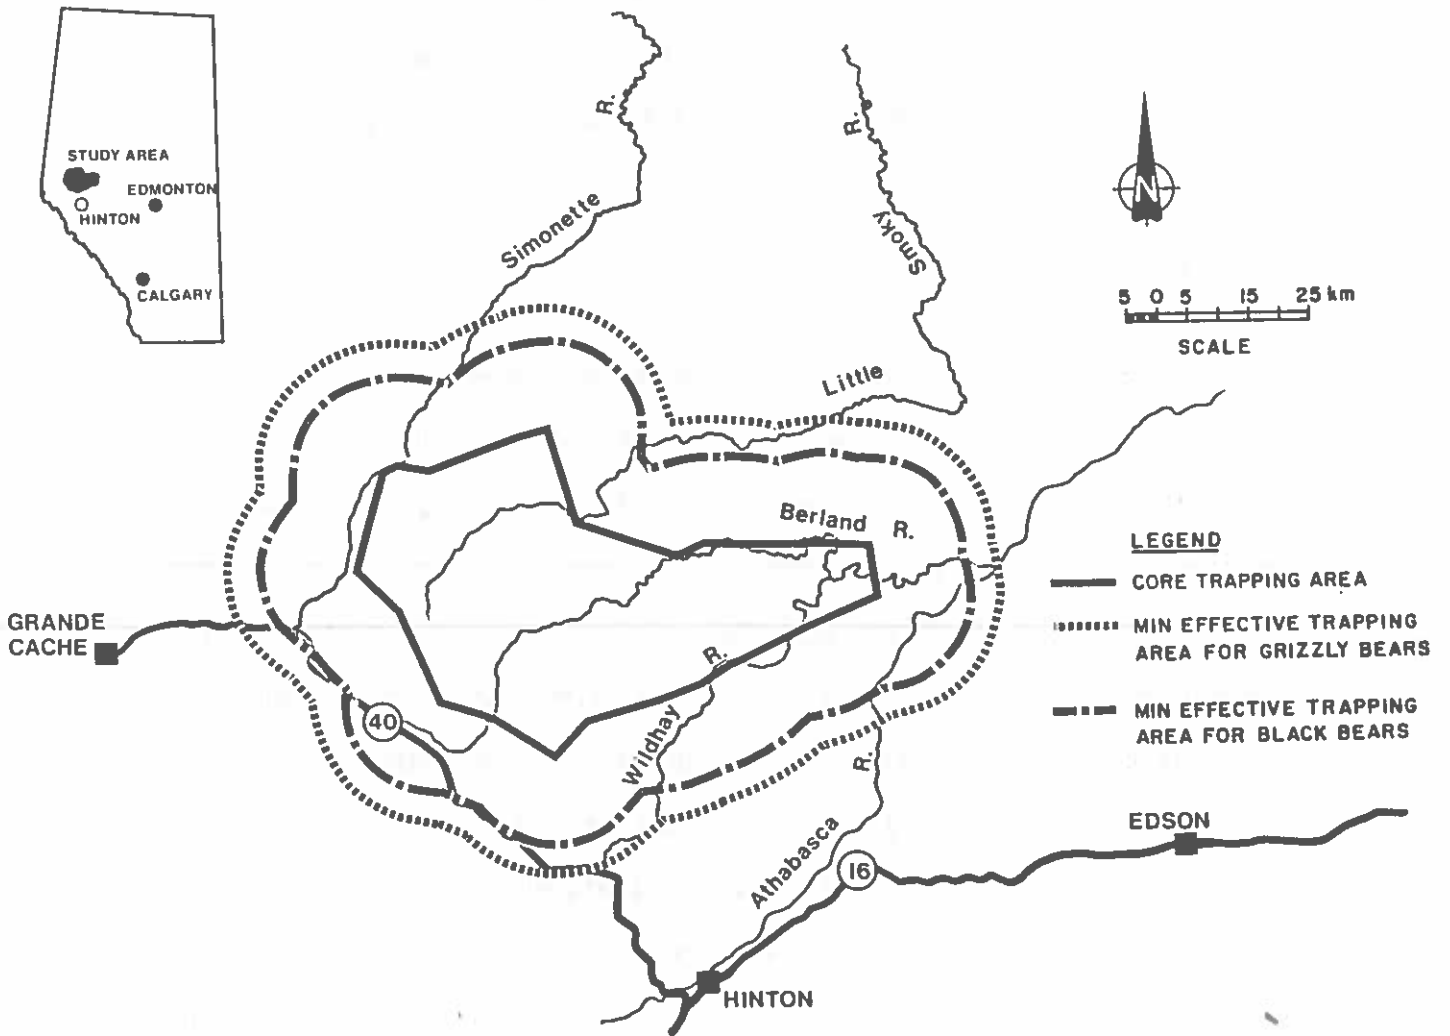 STUDY AREA
EDMONTON
HINTON
CALGARY
Simonette
R.
R.
Smoky
Little
N
5 0 5 15 25 km
SCALE
Berland R.
LEGEND
CORE TRAPPING AREA
MIN EFFECTIVE TRAPPING
AREA FOR GRIZZLY BEARS
MIN EFFECTIVE TRAPPING
AREA FOR BLACK BEARS
GRANDE
CACHE
40
Wildhay
R.
R.
Athabasca
16
EDSON
HINTON